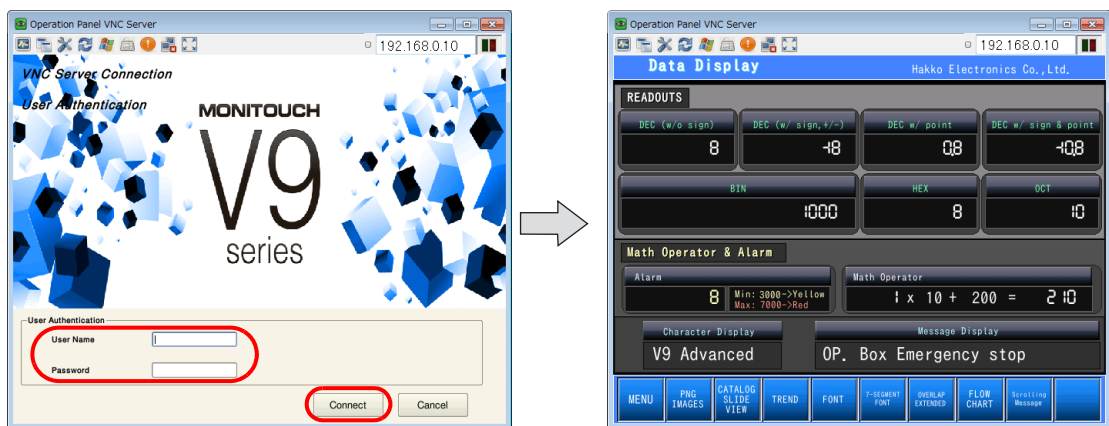 Operation Panel VNC Server
192.168.0.10
VNC Server Connection
User Authentication
MONITOUCH
V9
series
User Authentication
User Name
Password
Connect
Cancel
Operation Panel VNC Server
192.168.0.10
Data Display
Hakko Electronics Co.,Ltd.
READOUTS
DEC (w/o sign)
DEC (w/ sign,+/-)
DEC w/ point
DEC w/ sign & point
8
-18
0.8
-10.8
BIN
HEX
OCT
1000
8
10
Math Operator & Alarm
Alarm
8
Min: 3000->Yellow
Max: 7000->Red
Math Operator
1 x 10 + 200 = 210
Character Display
Message Display
V9 Advanced
OP. Box Emergency stop
MENU
PNG
IMAGES
CATALOG
SLIDE
VIEW
TREND
FONT
7-SEGMENT
FONT
OVERLAP
EXTENDED
FLOW
CHART
Scrolling
Message